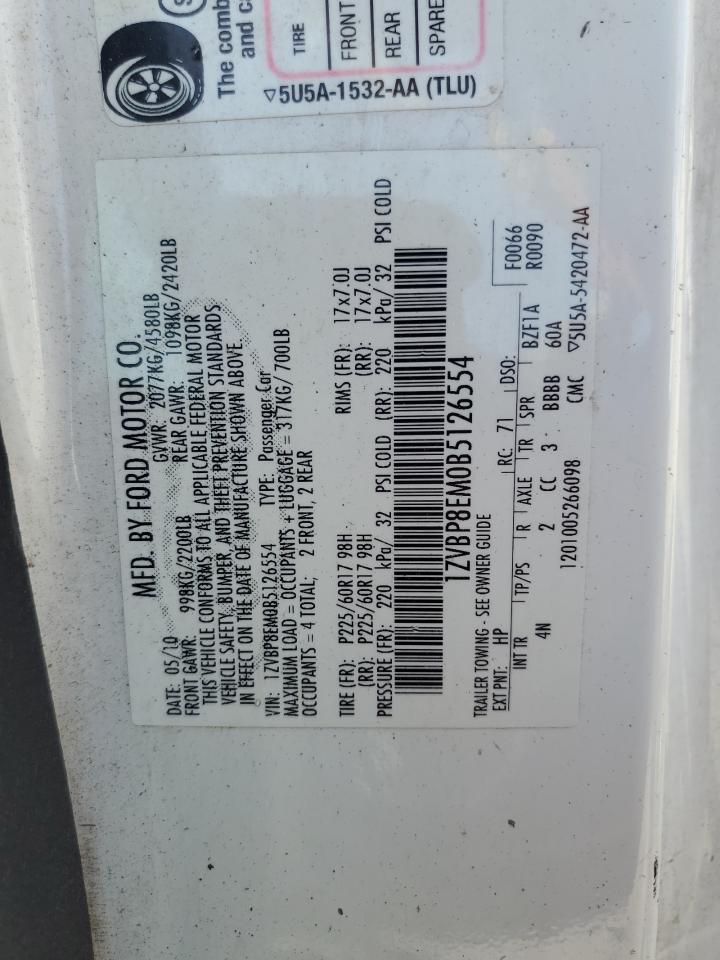 The comb
and ca
TIRE
FRONT
REAR
SPARE
▽5U5A-1532-AA (TLU)
MFD. BY FORD MOTOR CO.
DATE: 05/10 GVWR: 2077KG/4580LB
FRONT GAWR: 998KG/2200LB REAR GAWR: 1098KG/2420LB
THIS VEHICLE CONFORMS TO ALL APPLICABLE FEDERAL MOTOR
VEHICLE SAFETY, BUMPER, AND THEFT PREVENTION STANDARDS
IN EFFECT ON THE DATE OF MANUFACTURE SHOWN ABOVE.
VIN: 1ZVBP8EM0B5126554 TYPE: Passenger Car
MAXIMUM LOAD = OCCUPANTS + LUGGAGE = 317KG/ 700LB
OCCUPANTS = 4 TOTAL; 2 FRONT, 2 REAR
TIRE (FR): P225/60R17 98H RIMS (FR): 17x7.0J
(RR): P225/60R17 98H (RR): 17x7.0J
PRESSURE (FR): 220 kPa/ 32 PSI COLD (RR): 220 kPa/ 32 PSI COLD
1ZVBP8EM0B5126554
TRAILER TOWING - SEE OWNER GUIDE
EXT PNT: HP RC: 71 DSO: F0066
INT TR TP/PS R AXLE TR SPR BZF1A R0090
4N 2 CC 3 BBBB 60A
1201005266098 CMC ▽5U5A-5420472-AA